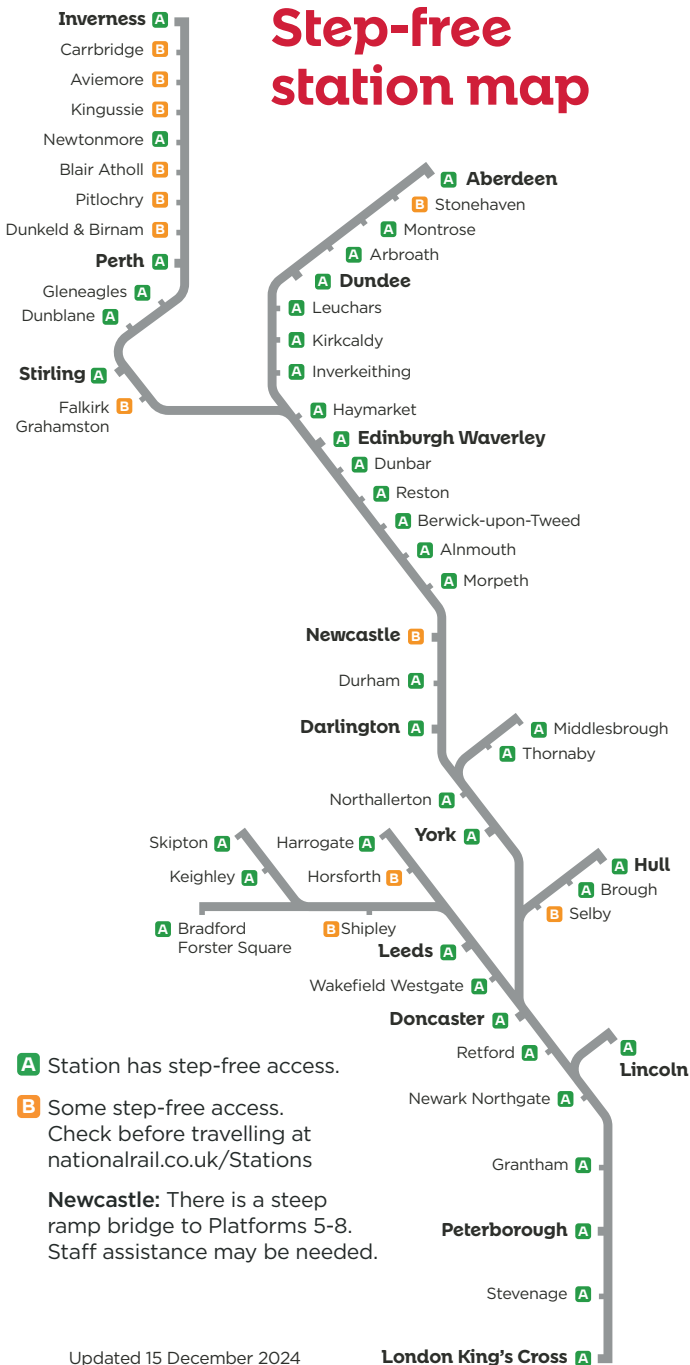 Step-free
station map
Inverness A
Carrbridge B
Aviemore B
Kingussie B
Newtonmore A
Blair Atholl B
Pitlochry B
Dunkeld & Birnam B
Perth A
Gleneagles A
Dunblane A
Stirling A
Falkirk B
Grahamston
A Aberdeen
B Stonehaven
A Montrose
A Arbroath
A Dundee
A Leuchars
A Kirkcaldy
A Inverkeithing
A Haymarket
A Edinburgh Waverley
A Dunbar
A Reston
A Berwick-upon-Tweed
A Alnmouth
A Morpeth
Newcastle B
Durham A
Darlington A
A Middlesbrough
A Thornaby
Northallerton A
York A
Skipton A
Keighley A
Harrogate A
Horsforth B
A Bradford
Forster Square
B Shipley
Leeds A
A Hull
A Brough
B Selby
Wakefield Westgate A
Doncaster A
Retford A
A
Lincoln
Newark Northgate A
Grantham A
Peterborough A
Stevenage A
London King's Cross A
A Station has step-free access.
B Some step-free access.
Check before travelling at
nationalrail.co.uk/Stations
Newcastle: There is a steep
ramp bridge to Platforms 5-8.
Staff assistance may be needed.
Updated 15 December 2024